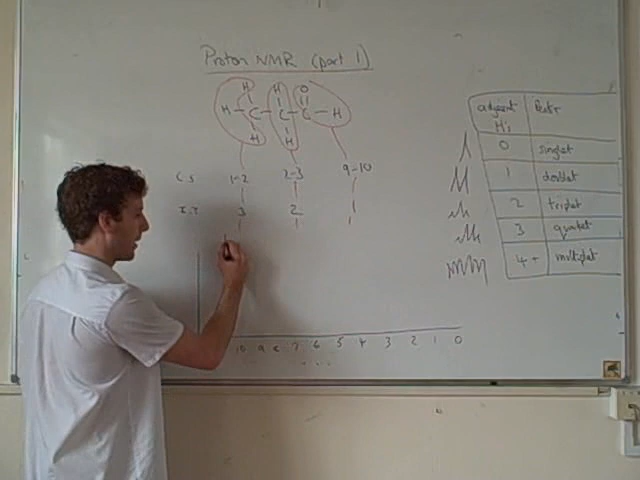 Proton NMR (part 1)
H H O
H - C - C - C - H
H H
C.S 1-2 2-3 9-10
I.T 3 2 1
10 9 8 7 6 5 4 3 2 1 0
adjacent Hs
0 singlet
1 doublet
2 triplet
3 quartet
4+ multiplet